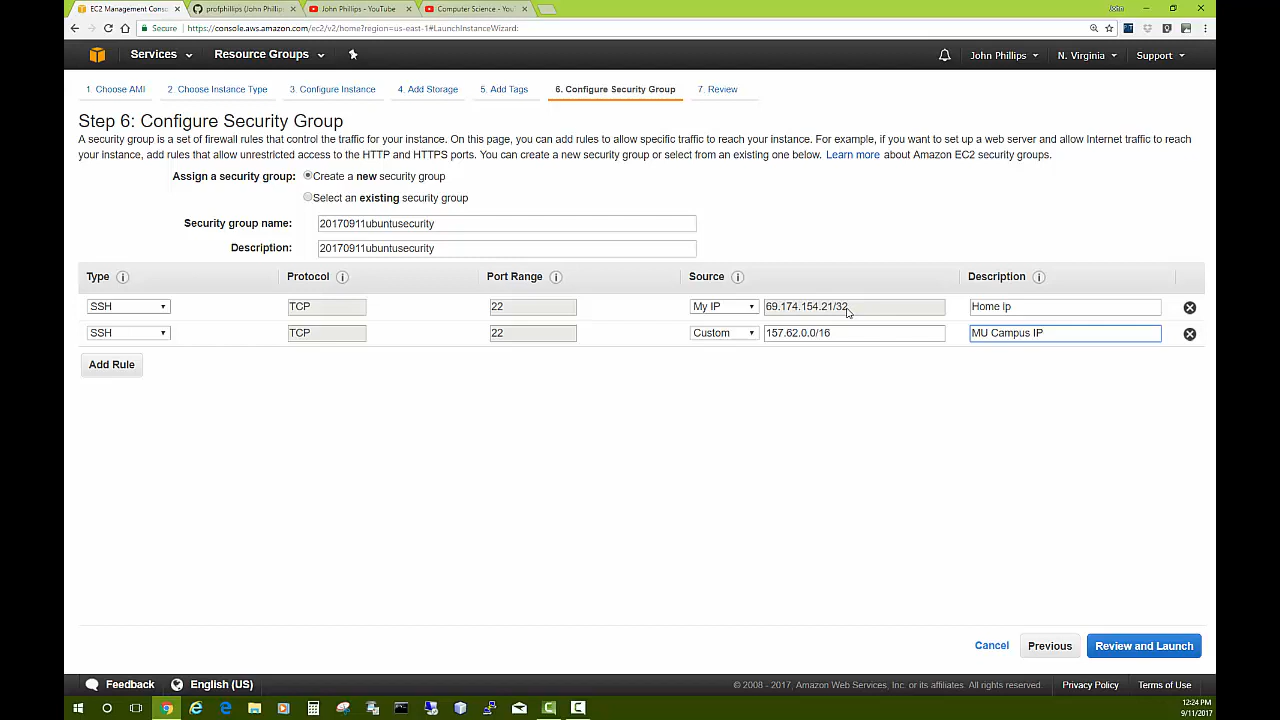 EC2 Management Conso
profphillips (John Phillip
John Phillips - YouTube
Computer Science - You
John
Secure
https://console.aws.amazon.com/ec2/v2/home?region=us-east-1#LaunchInstanceWizard:
Services
Resource Groups
John Phillips
N. Virginia
Support
1. Choose AMI
2. Choose Instance Type
3. Configure Instance
4. Add Storage
5. Add Tags
6. Configure Security Group
7. Review
Step 6: Configure Security Group
A security group is a set of firewall rules that control the traffic for your instance. On this page, you can add rules to allow specific traffic to reach your instance. For example, if you want to set up a web server and allow Internet traffic to reach
your instance, add rules that allow unrestricted access to the HTTP and HTTPS ports. You can create a new security group or select from an existing one below. Learn more about Amazon EC2 security groups.
Assign a security group: Create a new security group
Select an existing security group
Security group name: 20170911ubuntusecurity
Description: 20170911ubuntusecurity
Type Protocol Port Range Source Description
SSH TCP 22 My IP 69.174.154.21/32 Home ip
SSH TCP 22 Custom 157.62.0.0/16 MU Campus IP
Add Rule
Cancel Previous Review and Launch
Feedback English (US) © 2008 - 2017, Amazon Web Services, Inc. or its affiliates. All rights reserved. Privacy Policy Terms of Use
12:24 PM
9/11/2017